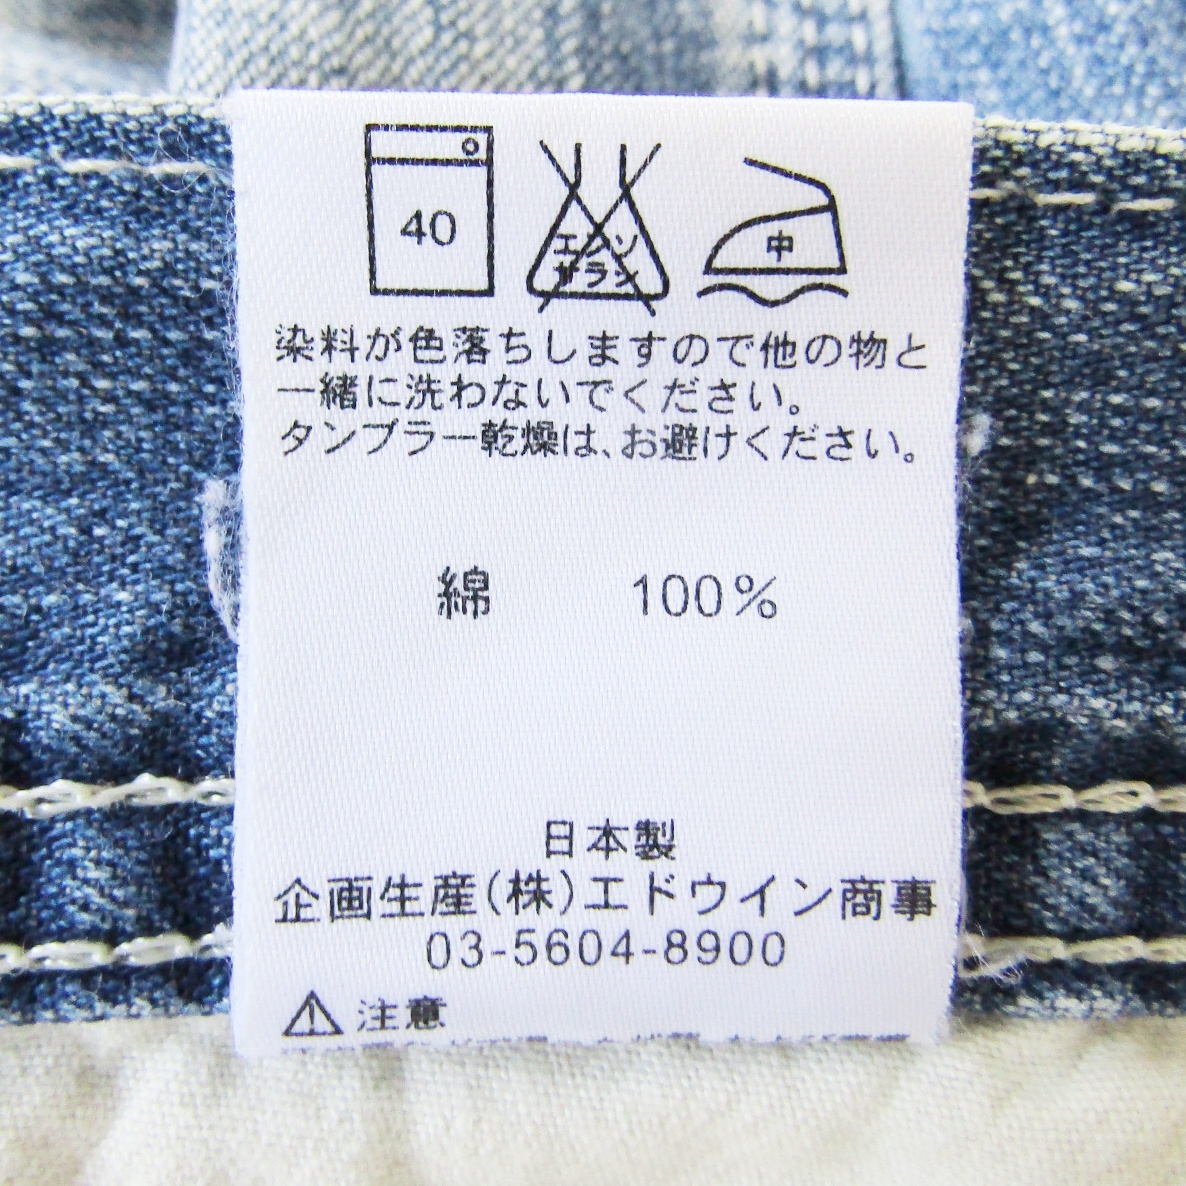 40
エンソ
サラシ
中
染料が色落ちしますので他の物と
一緒に洗わないでください。
タンブラー乾燥は、お避けください。
綿 100%
日本製
企画生産(株)エドウイン商事
03-5604-8900
注意